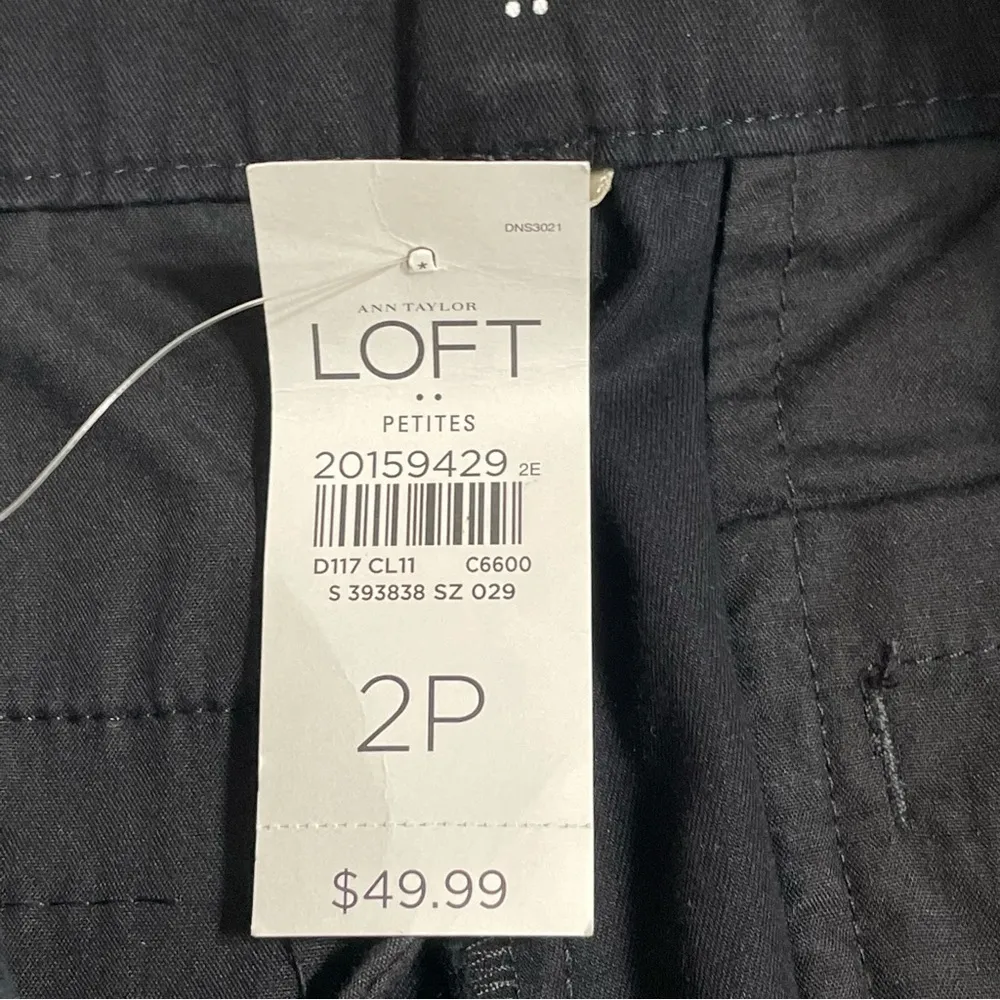 DNS3021
ANN TAYLOR
LOFT
PETITES
20159429 2E
D117 CL11 C6600
S 393838 SZ 029
2P
$49.99